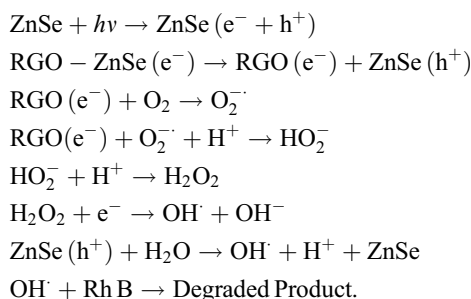 ZnSe + hν → ZnSe (e⁻ + h⁺)
RGO − ZnSe (e⁻) → RGO (e⁻) + ZnSe (h⁺)
RGO (e⁻) + O₂ → O₂⁻˙
RGO(e⁻) + O₂⁻˙ + H⁺ → HO₂⁻
HO₂⁻ + H⁺ → H₂O₂
H₂O₂ + e⁻ → OH˙ + OH⁻
ZnSe (h⁺) + H₂O → OH˙ + H⁺ + ZnSe
OH˙ + Rh B → Degraded Product.